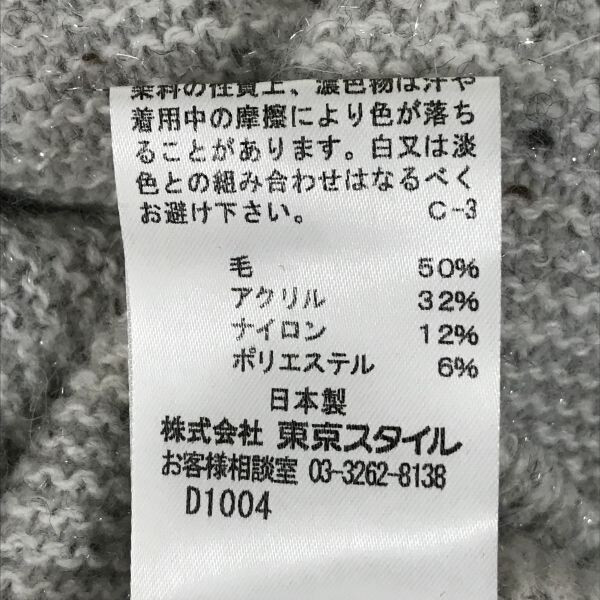 染料の性質上、濃色物は汗や
着用中の摩擦により色が落ち
ることがあります。白又は淡
色との組み合わせはなるべく
お避け下さい。 C-3
毛 50%
アクリル 32%
ナイロン 12%
ポリエステル 6%
日本製
株式会社 東京スタイル
お客様相談室 03-3262-8138
D1004